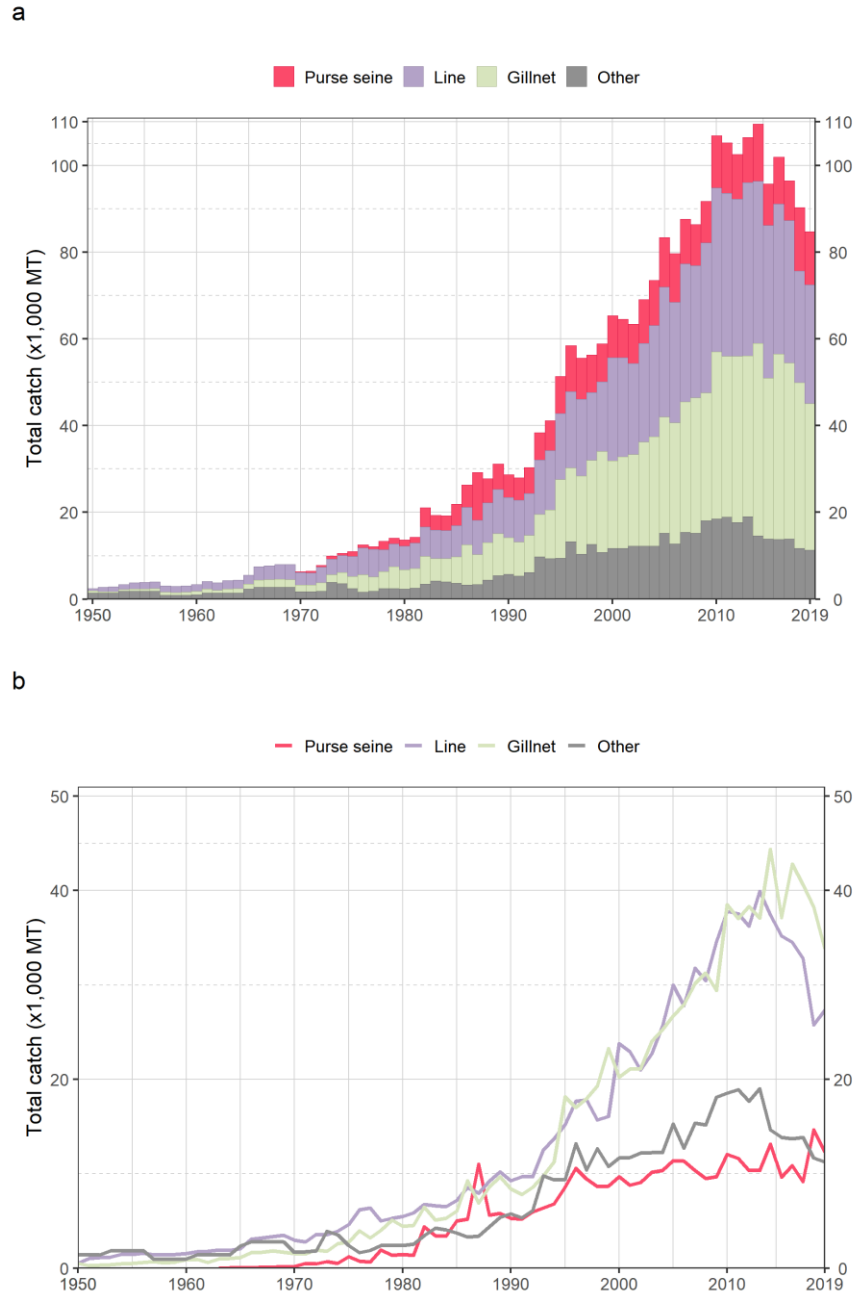 a
Purse seine Line Gillnet Other
110 110
100 100
80 80
60 60
40 40
20 20
0 0
Total catch (x1,000 MT)
1950 1960 1970 1980 1990 2000 2010 2019
b
Purse seine Line Gillnet Other
50 50
40 40
20 20
0 0
Total catch (x1,000 MT)
1950 1960 1970 1980 1990 2000 2010 2019